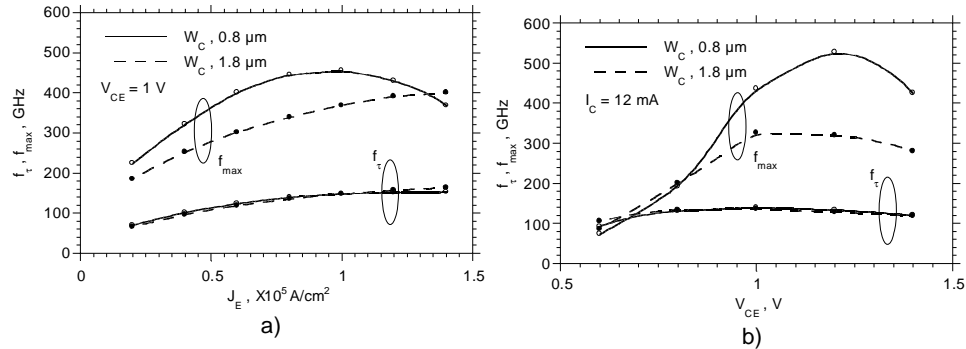 a)
f_τ , f_max , GHz
600
500
400
300
200
100
0
W_C , 0.8 µm
W_C , 1.8 µm
V_CE = 1 V
f_max
f_τ
0 0.5 1 1.5
J_E , X10^5 A/cm^2
a)
b)
f_τ , f_max , GHz
600
500
400
300
200
100
0
W_C , 0.8 µm
W_C , 1.8 µm
I_C = 12 mA
f_max
f_τ
0.5 1.0 1.5
V_CE , V
b)